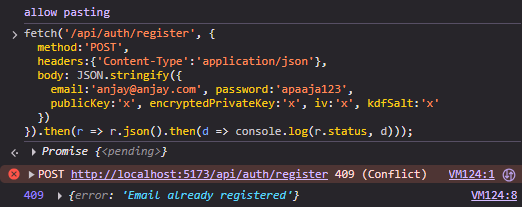 allow pasting
fetch('/api/auth/register', {
method:'POST',
headers:{'Content-Type':'application/json'},
body: JSON.stringify({
email:'anjay@anjay.com', password:'apaaja123',
publicKey:'x', encryptedPrivateKey:'x', iv:'x', kdfSalt:'x'
})
}).then(r => r.json().then(d => console.log(r.status, d)));
Promise {<pending>}
POST http://localhost:5173/api/auth/register 409 (Conflict) VM124:1
409 {error: 'Email already registered'} VM124:8